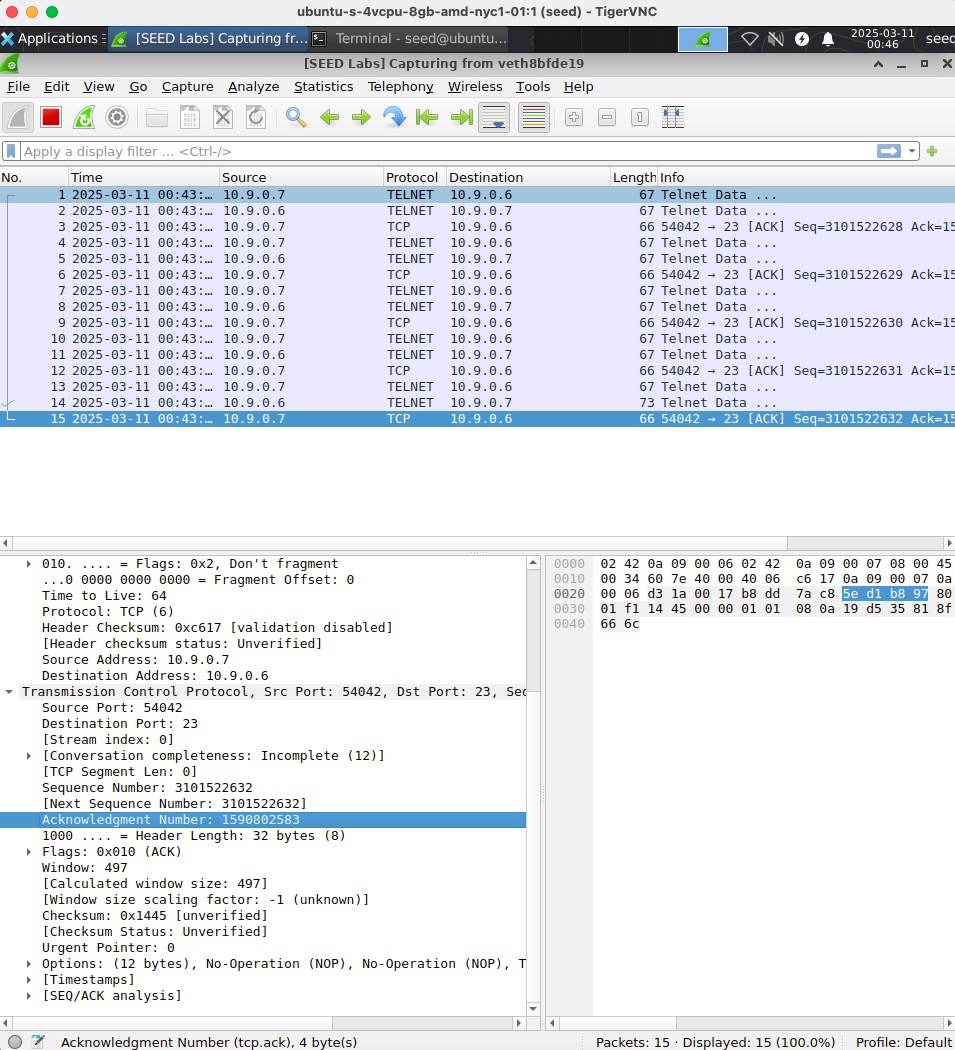 ubuntu-s-4vcpu-8gb-amd-nyc1-01:1 (seed) - TigerVNC
Applications [SEED Labs] Capturing fr... Terminal - seed@ubuntu... 2025-03-11 00:46 seed
[SEED Labs] Capturing from veth8bfde19
File Edit View Go Capture Analyze Statistics Telephony Wireless Tools Help
Apply a display filter ... <Ctrl-/>
No. Time Source Protocol Destination Length Info
1 2025-03-11 00:43:… 10.9.0.7 TELNET 10.9.0.6 67 Telnet Data ...
2 2025-03-11 00:43:… 10.9.0.6 TELNET 10.9.0.7 67 Telnet Data ...
3 2025-03-11 00:43:… 10.9.0.7 TCP 10.9.0.6 66 54042 → 23 [ACK] Seq=3101522628 Ack=15
4 2025-03-11 00:43:… 10.9.0.7 TELNET 10.9.0.6 67 Telnet Data ...
5 2025-03-11 00:43:… 10.9.0.6 TELNET 10.9.0.7 67 Telnet Data ...
6 2025-03-11 00:43:… 10.9.0.7 TCP 10.9.0.6 66 54042 → 23 [ACK] Seq=3101522629 Ack=15
7 2025-03-11 00:43:… 10.9.0.7 TELNET 10.9.0.6 67 Telnet Data ...
8 2025-03-11 00:43:… 10.9.0.6 TELNET 10.9.0.7 67 Telnet Data ...
9 2025-03-11 00:43:… 10.9.0.7 TCP 10.9.0.6 66 54042 → 23 [ACK] Seq=3101522630 Ack=15
10 2025-03-11 00:43:… 10.9.0.7 TELNET 10.9.0.6 67 Telnet Data ...
11 2025-03-11 00:43:… 10.9.0.6 TELNET 10.9.0.7 67 Telnet Data ...
12 2025-03-11 00:43:… 10.9.0.7 TCP 10.9.0.6 66 54042 → 23 [ACK] Seq=3101522631 Ack=15
13 2025-03-11 00:43:… 10.9.0.7 TELNET 10.9.0.6 67 Telnet Data ...
14 2025-03-11 00:43:… 10.9.0.6 TELNET 10.9.0.7 73 Telnet Data ...
15 2025-03-11 00:43:… 10.9.0.7 TCP 10.9.0.6 66 54042 → 23 [ACK] Seq=3101522632 Ack=15
010. .... = Flags: 0x2, Don't fragment
...0 0000 0000 0000 = Fragment Offset: 0
Time to Live: 64
Protocol: TCP (6)
Header Checksum: 0xc617 [validation disabled]
[Header checksum status: Unverified]
Source Address: 10.9.0.7
Destination Address: 10.9.0.6
Transmission Control Protocol, Src Port: 54042, Dst Port: 23, Sec
Source Port: 54042
Destination Port: 23
[Stream index: 0]
[Conversation completeness: Incomplete (12)]
[TCP Segment Len: 0]
Sequence Number: 3101522632
[Next Sequence Number: 3101522632]
Acknowledgment Number: 1590802583
1000 .... = Header Length: 32 bytes (8)
Flags: 0x010 (ACK)
Window: 497
[Calculated window size: 497]
[Window size scaling factor: -1 (unknown)]
Checksum: 0x1445 [unverified]
[Checksum Status: Unverified]
Urgent Pointer: 0
Options: (12 bytes), No-Operation (NOP), No-Operation (NOP), T
[Timestamps]
[SEQ/ACK analysis]
0000 02 42 0a 09 00 06 02 42 0a 09 00 07 08 00 45
0010 00 34 60 7e 40 00 40 06 c6 17 0a 09 00 07 0a
0020 00 06 d3 1a 00 17 b8 dd 7a c8 5e d1 b8 97 80
0030 01 f1 14 45 00 00 01 01 08 0a 19 d5 35 81 8f
0040 66 6c
Acknowledgment Number (tcp.ack), 4 byte(s) Packets: 15 · Displayed: 15 (100.0%) Profile: Default